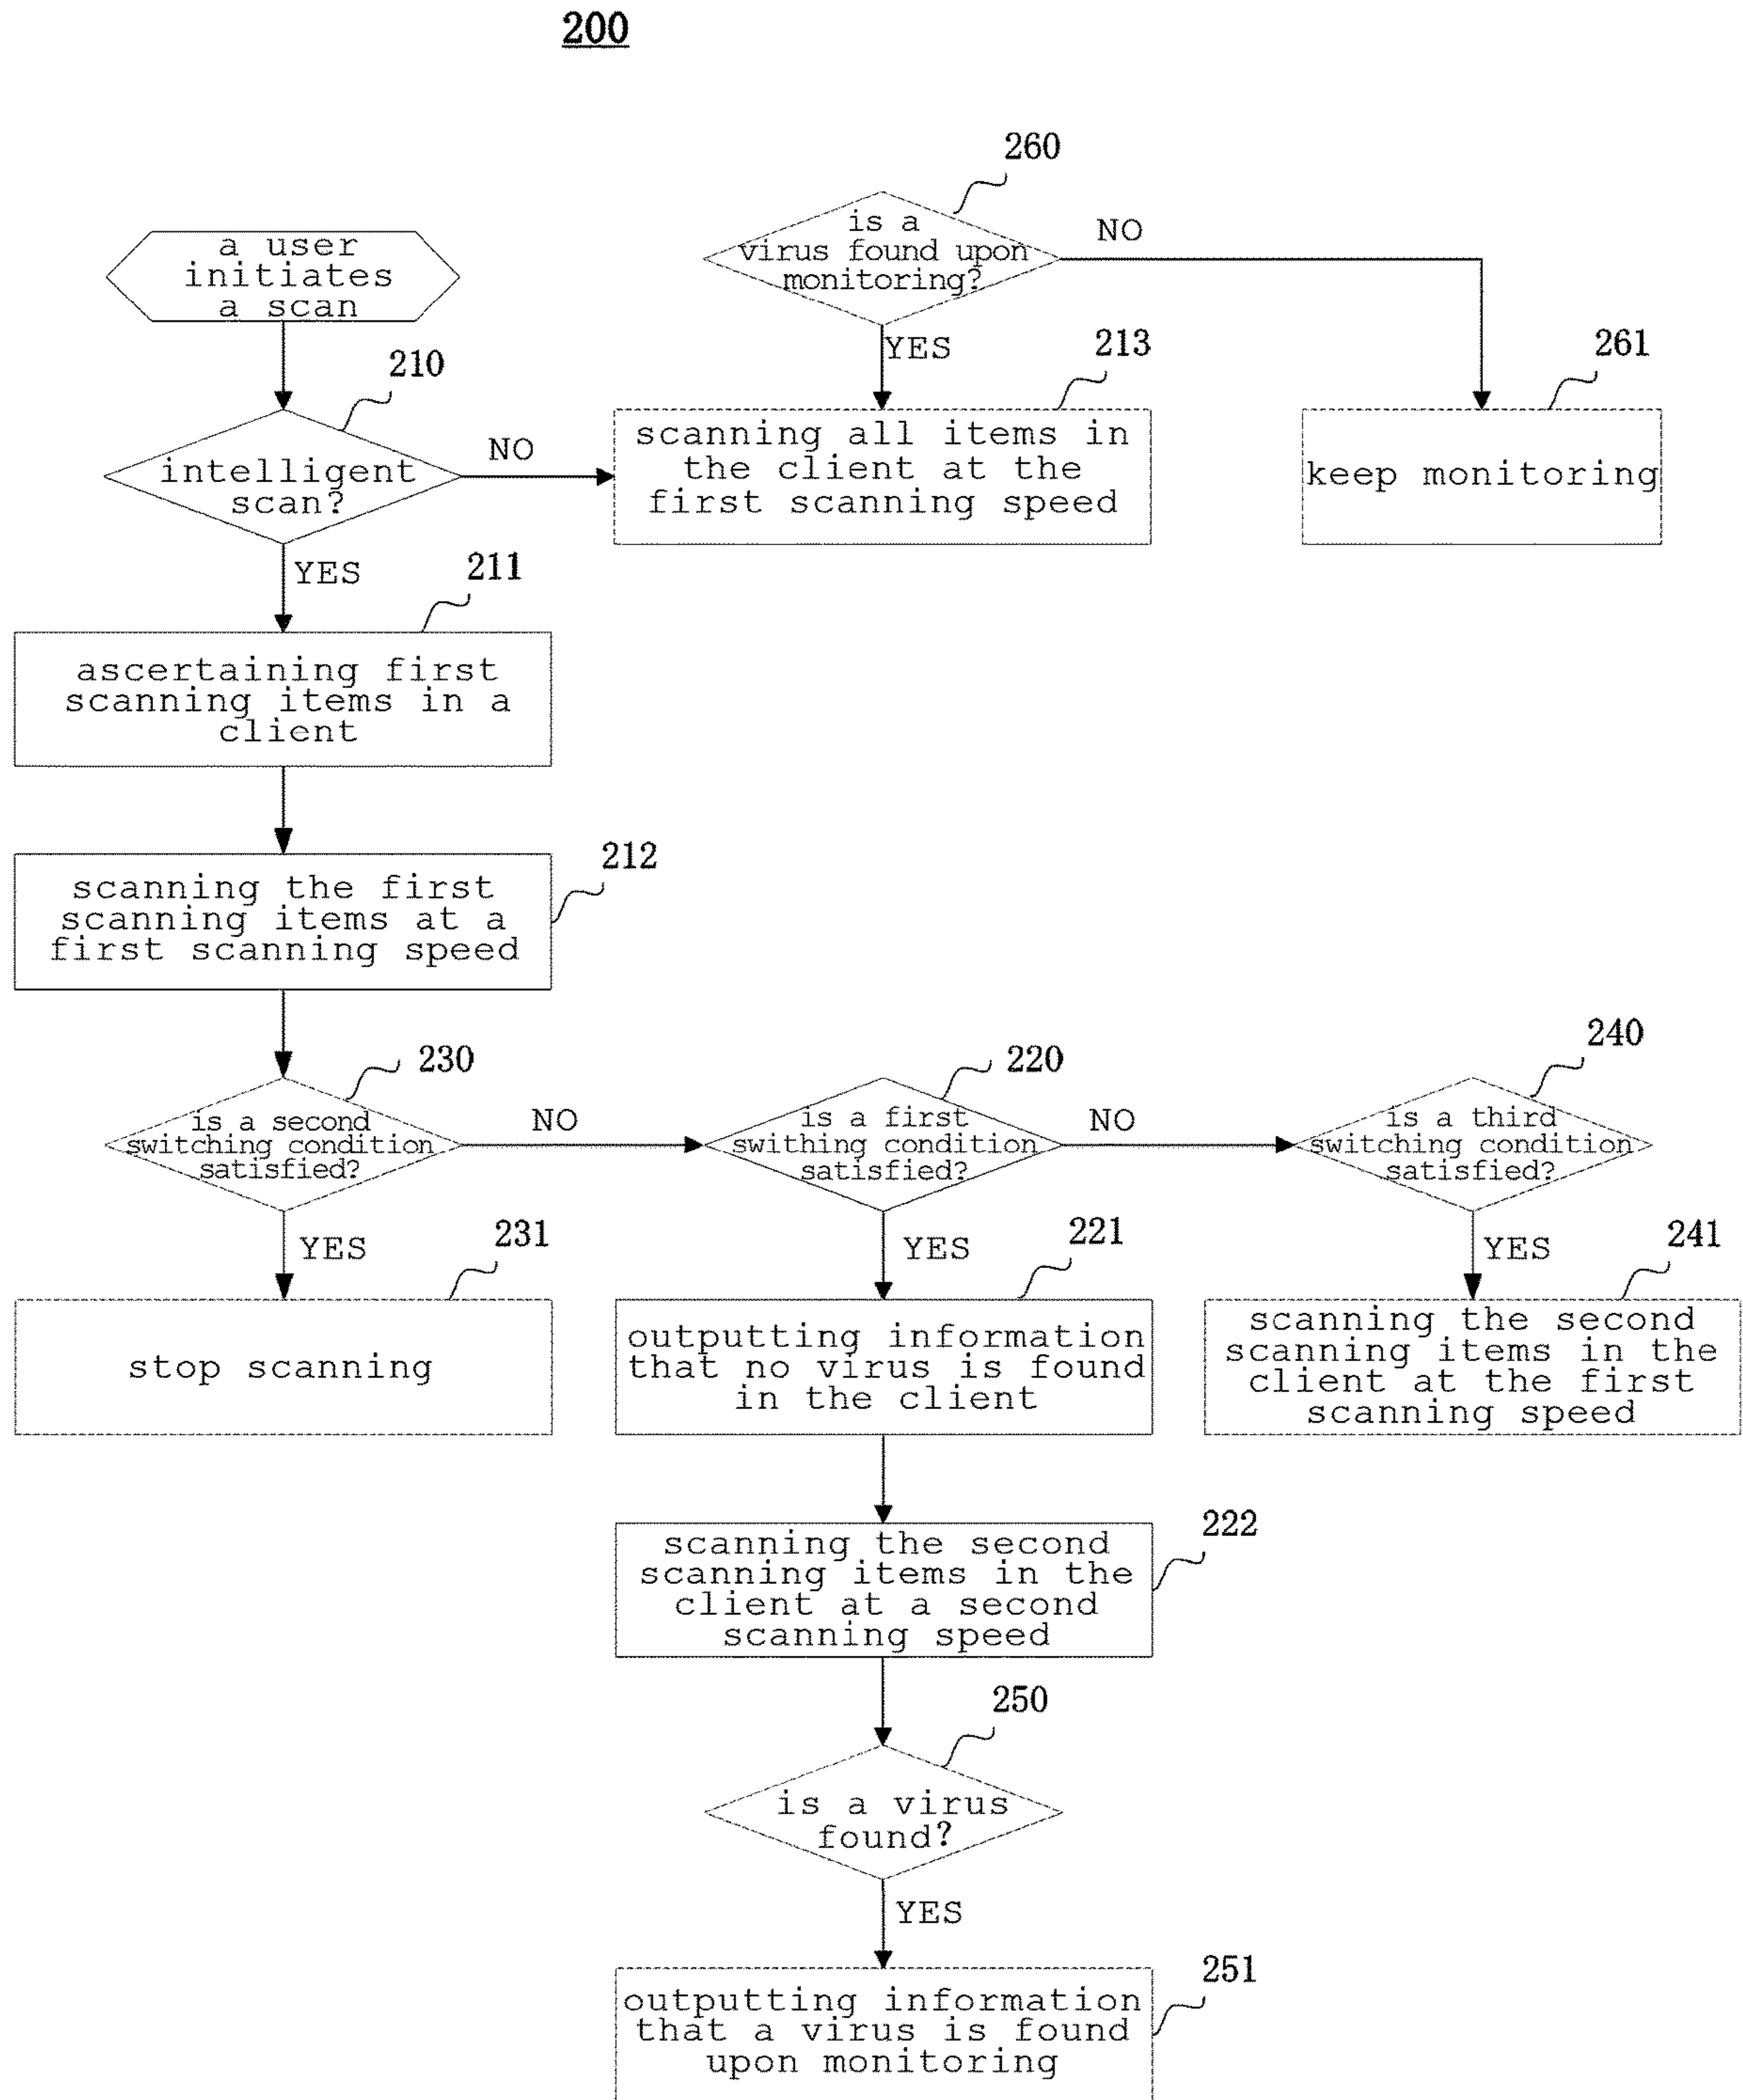 200
260
is a
virus found upon
monitoring?
NO
a user
initiates
a scan
YES
213
261
210
scanning all items in
the client at the
first scanning speed
keep monitoring
intelligent
scan?
NO
YES
211
ascertaining first
scanning items in a
client
212
scanning the first
scanning items at a
first scanning speed
230
220
240
is a second
switching condition
satisfied?
NO
is a first
swithing condition
satisfied?
NO
is a third
switching condition
satisfied?
YES
231
YES
221
YES
241
stop scanning
outputting information
that no virus is found
in the client
scanning the second
scanning items in the
client at the first
scanning speed
222
scanning the second
scanning items in the
client at a second
scanning speed
250
is a virus
found?
YES
251
outputting information
that a virus is found
upon monitoring